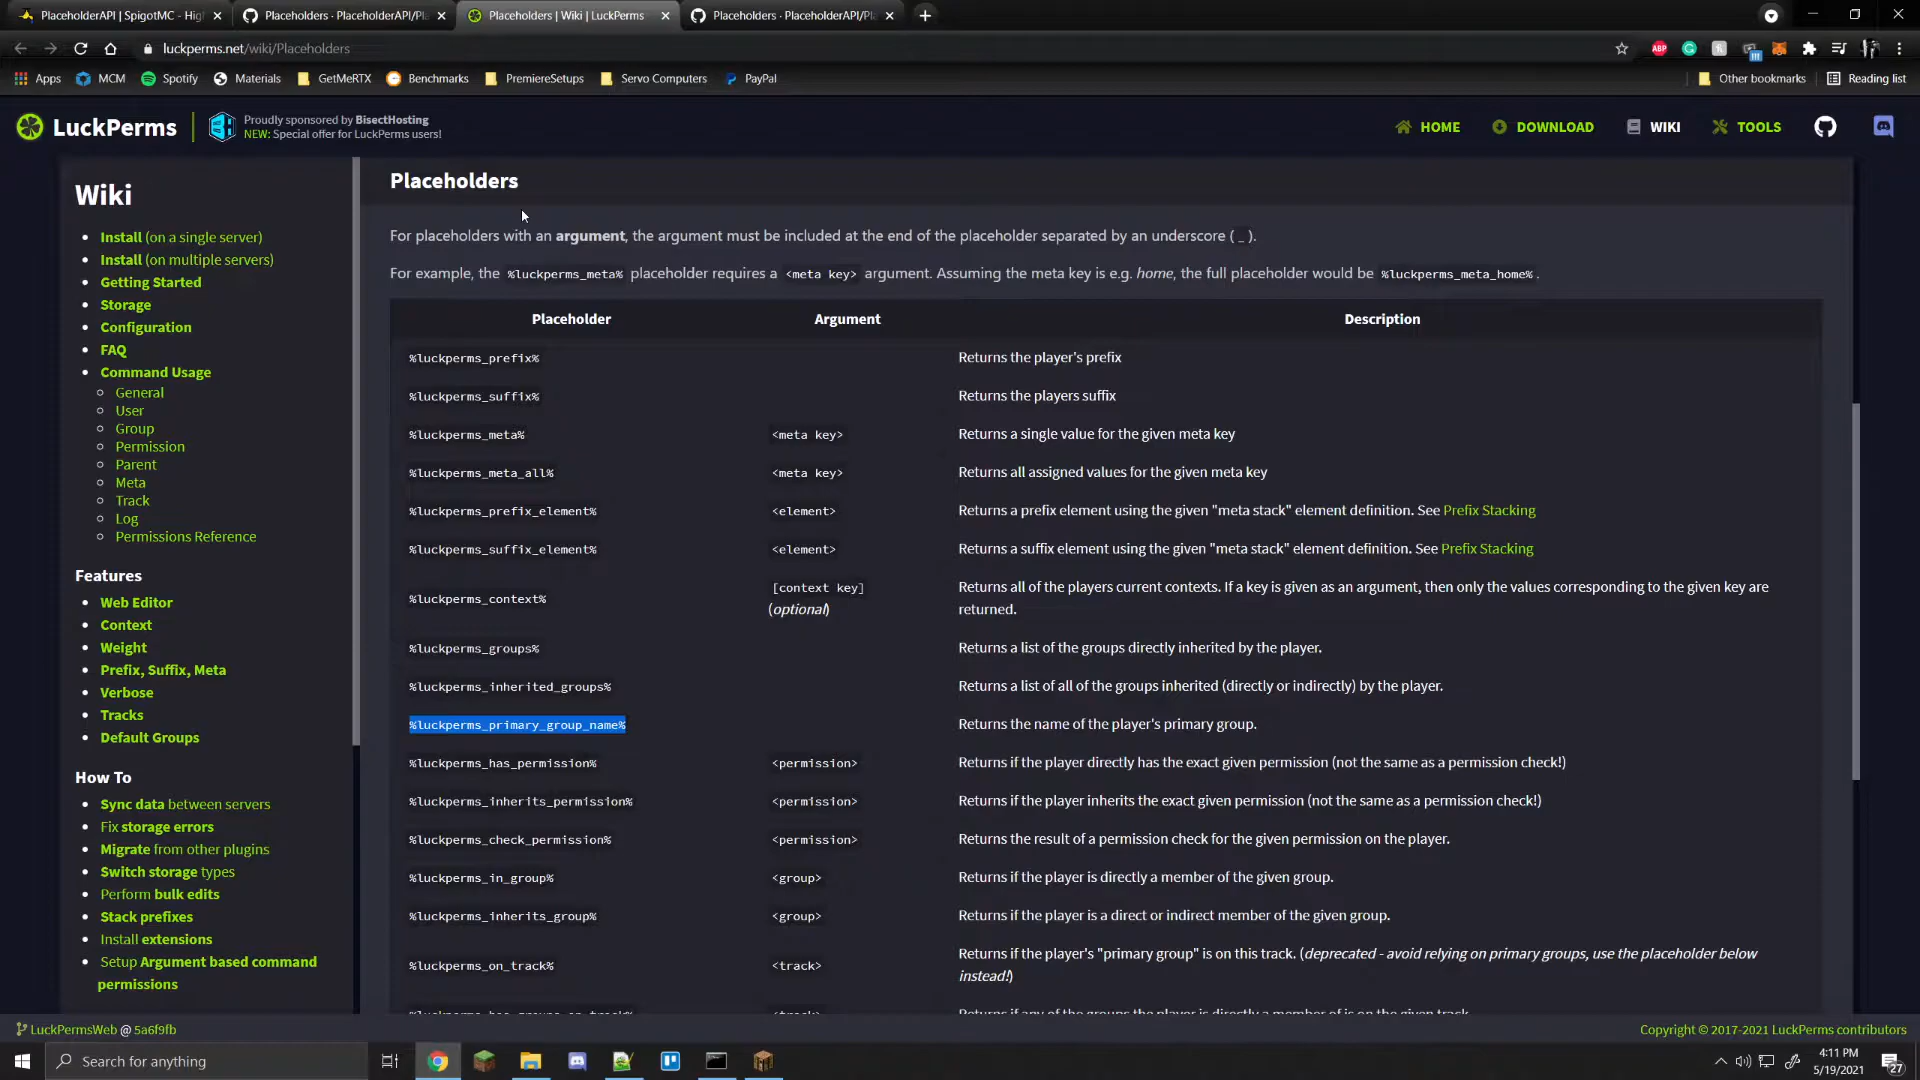 PlaceholderAPI | SpigotMC - High
Placeholders · PlaceholderAPI/Pla
Placeholders | Wiki | LuckPerms
Placeholders · PlaceholderAPI/Pla
luckperms.net/wiki/Placeholders
Apps
MCM
Spotify
Materials
GetMeRTX
Benchmarks
PremiereSetups
Servo Computers
PayPal
Other bookmarks
Reading list
LuckPerms
Proudly sponsored by BisectHosting
NEW: Special offer for LuckPerms users!
HOME
DOWNLOAD
WIKI
TOOLS
Wiki
Install (on a single server)
Install (on multiple servers)
Getting Started
Storage
Configuration
FAQ
Command Usage
General
User
Group
Permission
Parent
Meta
Track
Log
Permissions Reference
Features
Web Editor
Context
Weight
Prefix, Suffix, Meta
Verbose
Tracks
Default Groups
How To
Sync data between servers
Fix storage errors
Migrate from other plugins
Switch storage types
Perform bulk edits
Stack prefixes
Install extensions
Setup Argument based command
permissions
Placeholders
For placeholders with an argument, the argument must be included at the end of the placeholder separated by an underscore ( _ ).
For example, the %luckperms_meta% placeholder requires a <meta key> argument. Assuming the meta key is e.g. home, the full placeholder would be %luckperms_meta_home% .
Placeholder Argument Description
%luckperms_prefix% Returns the player's prefix
%luckperms_suffix% Returns the players suffix
%luckperms_meta% <meta key> Returns a single value for the given meta key
%luckperms_meta_all% <meta key> Returns all assigned values for the given meta key
%luckperms_prefix_element% <element> Returns a prefix element using the given "meta stack" element definition. See Prefix Stacking
%luckperms_suffix_element% <element> Returns a suffix element using the given "meta stack" element definition. See Prefix Stacking
%luckperms_context% [context key] (optional) Returns all of the players current contexts. If a key is given as an argument, then only the values corresponding to the given key are
returned.
%luckperms_groups% Returns a list of the groups directly inherited by the player.
%luckperms_inherited_groups% Returns a list of all of the groups inherited (directly or indirectly) by the player.
%luckperms_primary_group_name% Returns the name of the player's primary group.
%luckperms_has_permission% <permission> Returns if the player directly has the exact given permission (not the same as a permission check!)
%luckperms_inherits_permission% <permission> Returns if the player inherits the exact given permission (not the same as a permission check!)
%luckperms_check_permission% <permission> Returns the result of a permission check for the given permission on the player.
%luckperms_in_group% <group> Returns if the player is directly a member of the given group.
%luckperms_inherits_group% <group> Returns if the player is a direct or indirect member of the given group.
%luckperms_on_track% <track> Returns if the player's "primary group" is on this track. (deprecated - avoid relying on primary groups, use the placeholder below
instead!)
LuckPermsWeb @ 5a6f9fb
Copyright © 2017-2021 LuckPerms contributors
Search for anything
4:11 PM
5/19/2021
27